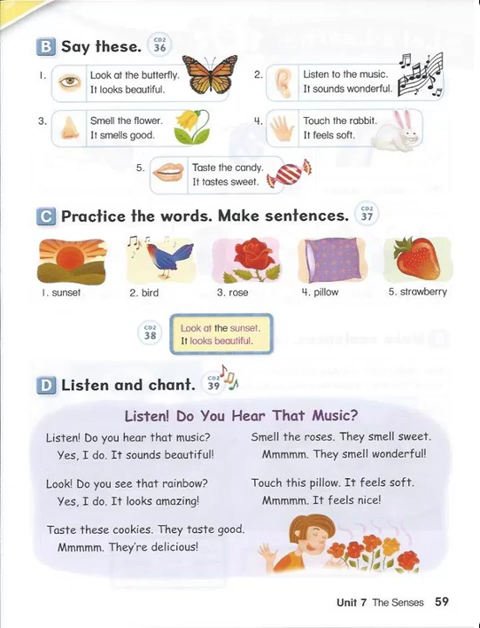 B Say these. CD2 36
1. Look at the butterfly.
It looks beautiful.
2. Listen to the music.
It sounds wonderful.
3. Smell the flower.
It smells good.
4. Touch the rabbit.
It feels soft.
5. Taste the candy.
It tastes sweet.
C Practice the words. Make sentences. CD2 37
1. sunset
2. bird
3. rose
4. pillow
5. strawberry
CD2 38
Look at the sunset.
It looks beautiful.
D Listen and chant. CD2 39
Listen! Do You Hear That Music?
Listen! Do you hear that music?
Yes, I do. It sounds beautiful!
Look! Do you see that rainbow?
Yes, I do. It looks amazing!
Taste these cookies. They taste good.
Mmmmm. They're delicious!
Smell the roses. They smell sweet.
Mmmmm. They smell wonderful!
Touch this pillow. It feels soft.
Mmmmm. It feels nice!
Unit 7 The Senses 59